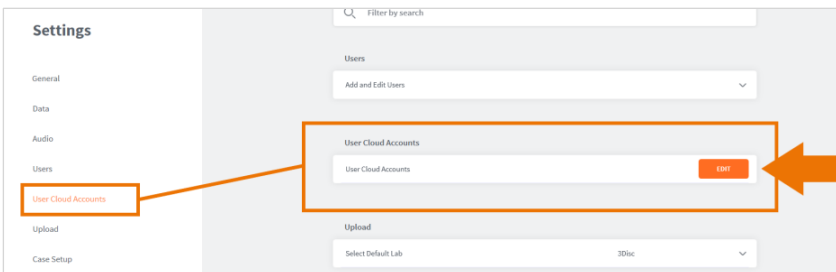 Settings
General
Data
Audio
Users
User Cloud Accounts
Upload
Case Setup
Filter by search
Users
Add and Edit Users
User Cloud Accounts
User Cloud Accounts EDIT
Upload
Select Default Lab 3Disc